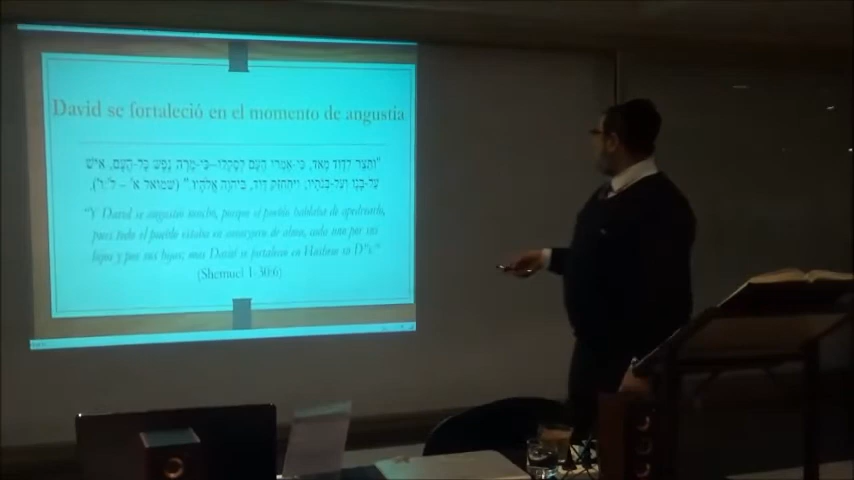 David se fortaleció en el momento de angustia
"ותצר לדוד מאד, כי-אמרו העם לסקלו–כי-מרה נפש כל-העם, איש
על-בנו ועל-בנתיו; ויתחזק דוד, ביהוה אלהיו." (שמואל א' – ל':ו')
"Y David se angustió mucho, porque el pueblo hablaba de apedrearlo,
pues todo el pueblo estaba en amargura de alma, cada uno por sus
hijos y por sus hijas; mas David se fortaleció en Hashem su D's."
(Shemuel 1-30:6)